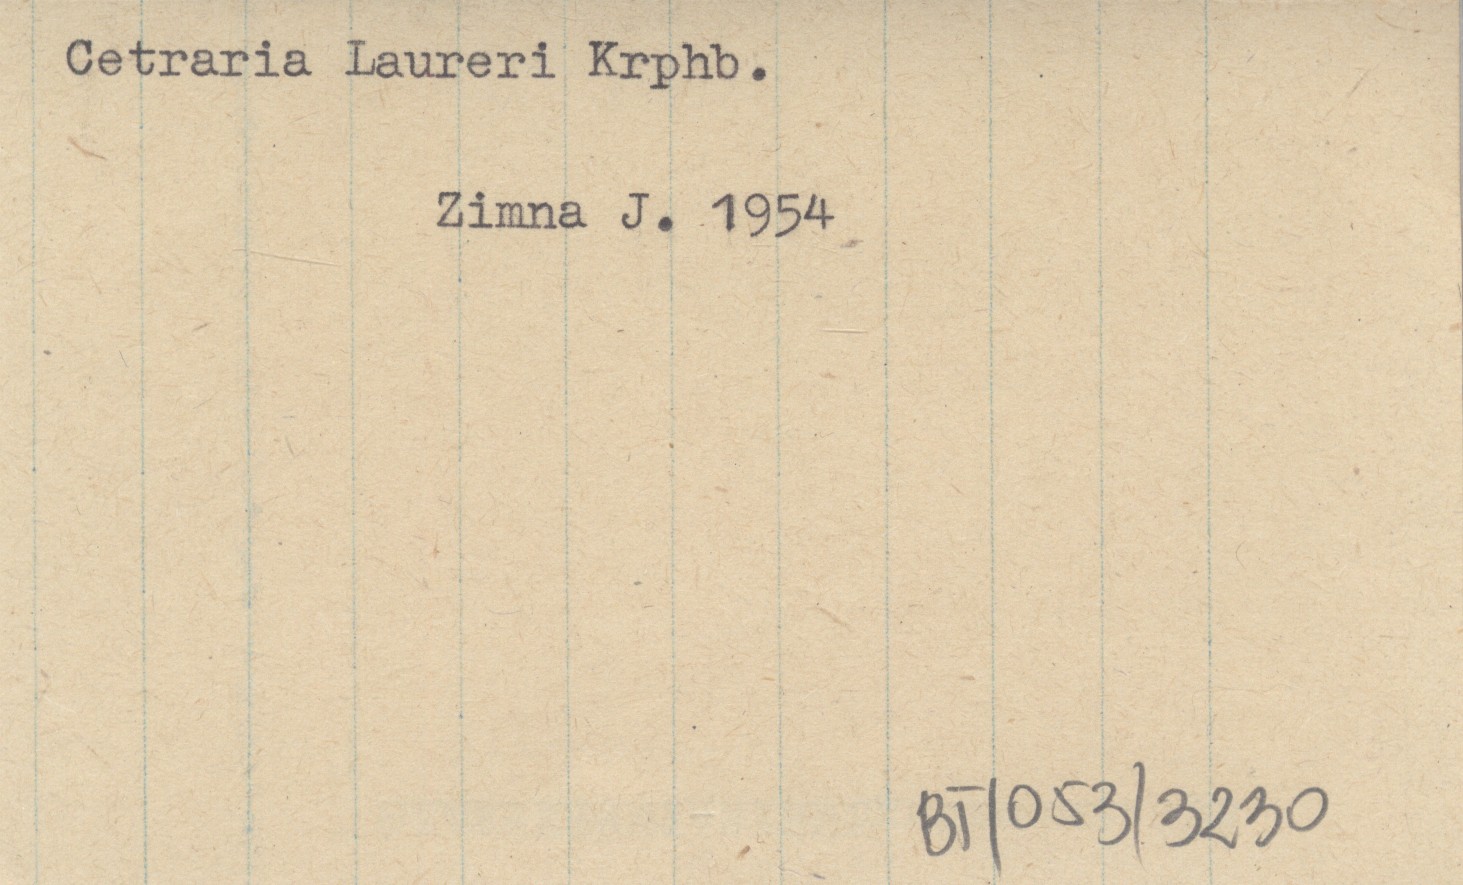 Cetraria Laureri Krphb.
Zimna J. 1954
BT/053/3230